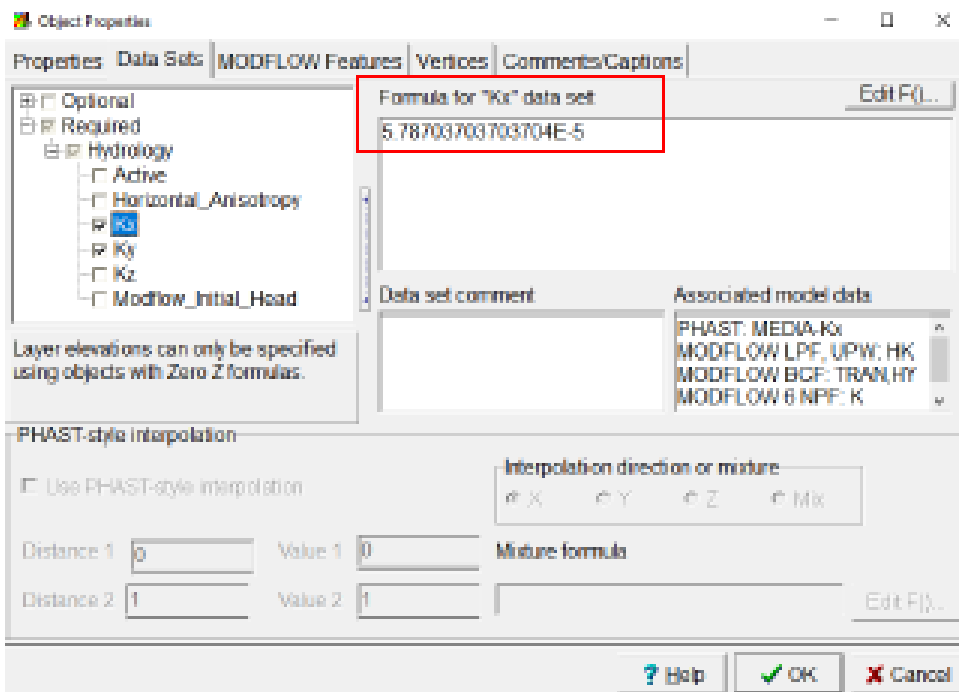 Object Properties
Properties Data Sets MODFLOW Features Vertices Comments/Captions
Optional
Required
Hydrology
Active
Horizontal_Anisotropy
Kx
Ky
Kz
Modflow_Initial_Head
Layer elevations can only be specified
using objects with Zero Z formulas.
Formula for "Kx" data set
Edit F()...
5.78703703703704E-5
Data set comment
Associated model data
PHAST: MEDIA-Kx
MODFLOW LPF, UPW: HK
MODFLOW BCF: TRAN,HY
MODFLOW 6 NPF: K
PHAST-style interpolation
Use PHAST-style interpolation
Interpolation direction or mixture
X Y Z Mix
Distance 1 0 Value 1 0 Mixture formula
Distance 2 1 Value 2 1 Edit F()...
? Help OK Cancel